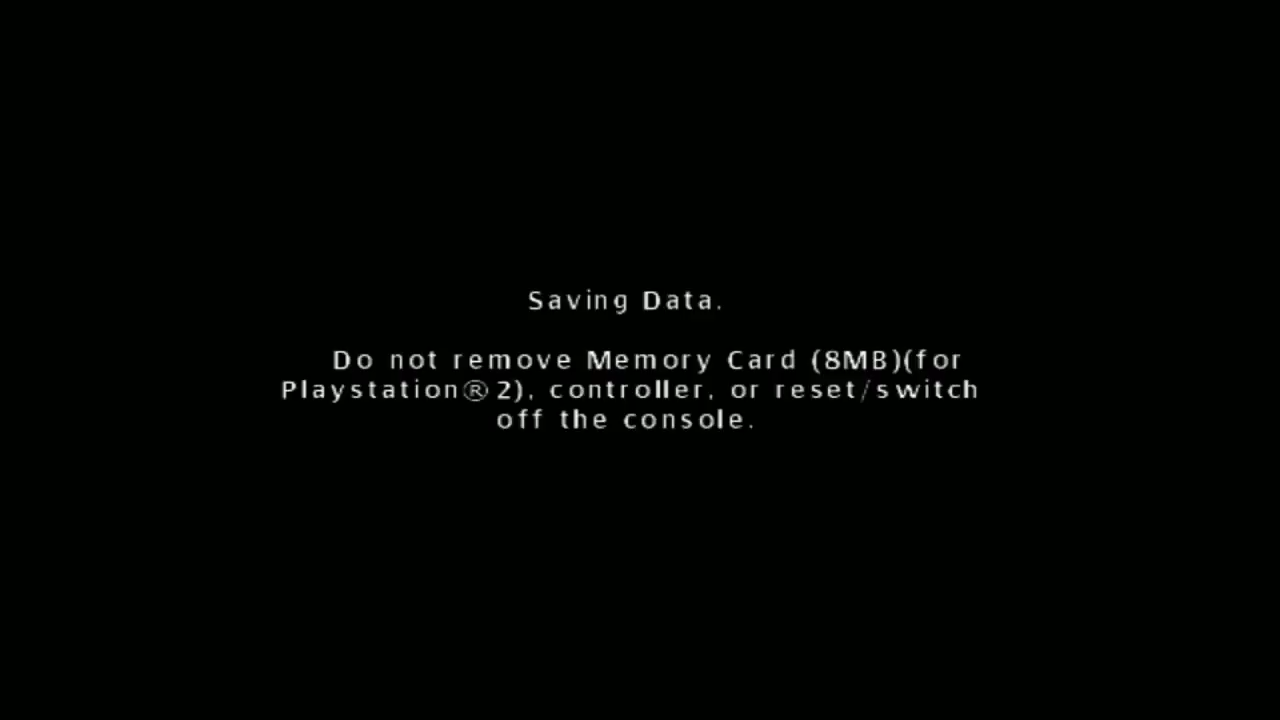 Saving Data.
Do not remove Memory Card (8MB)(for
Playstation®2), controller, or reset/switch
off the console.